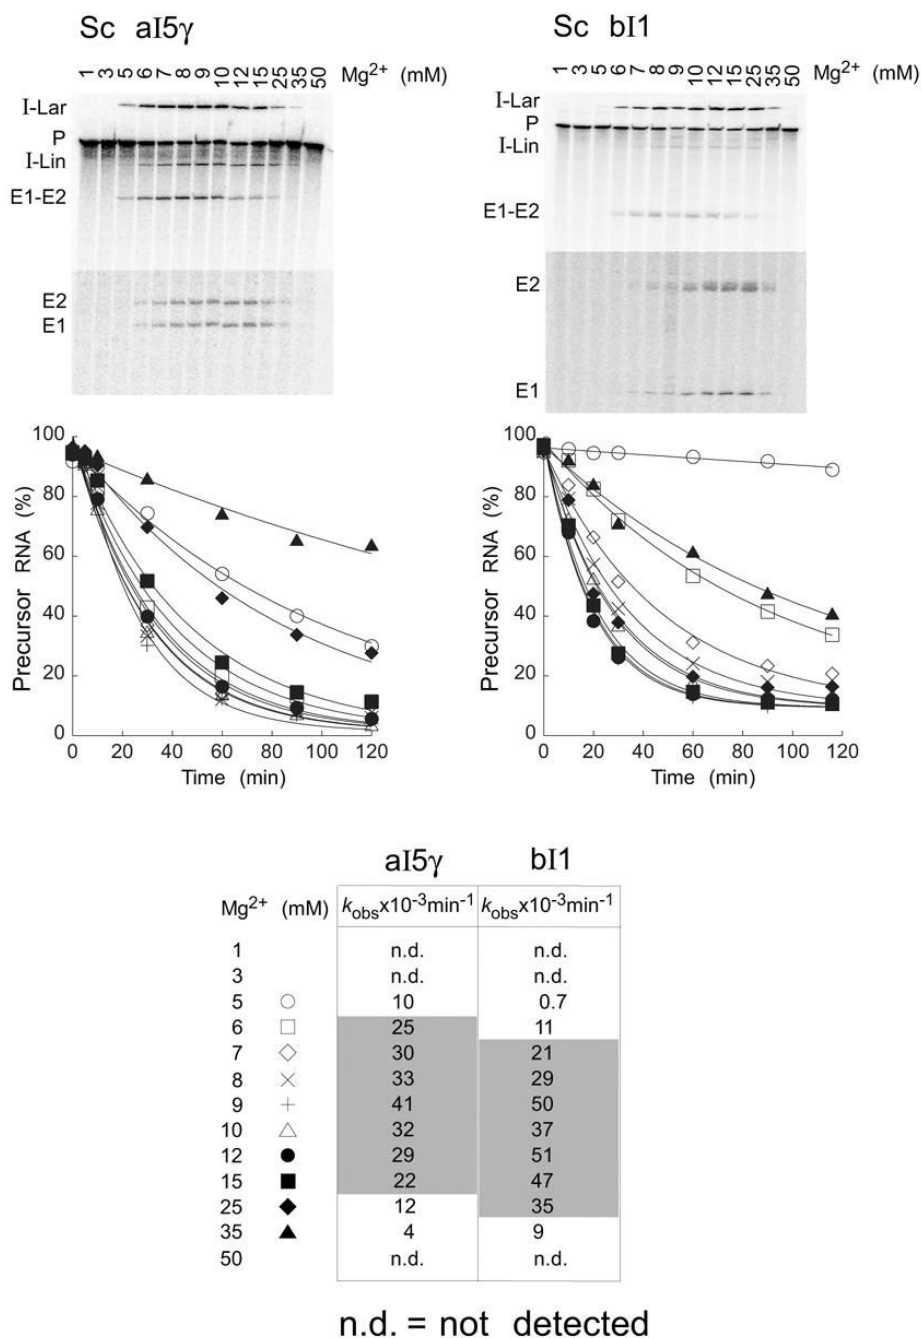 Sc aI5γ
1 3 5 6 7 8 9 10 12 15 25 35 50 Mg2+ (mM)
I-Lar
P
I-Lin
E1-E2
E2
E1
Sc bI1
1 3 5 6 7 8 9 10 12 15 25 35 50 Mg2+ (mM)
I-Lar
P
I-Lin
E1-E2
E2
E1
Precursor RNA (%)
100
80
60
40
20
0
0 20 40 60 80 100 120
Time (min)
Precursor RNA (%)
100
80
60
40
20
0
0 20 40 60 80 100 120
Time (min)
aI5γ bI1
Mg2+ (mM) kobsx10-3min-1 kobsx10-3min-1
1 n.d. n.d.
3 n.d. n.d.
5 10 0.7
6 25 11
7 30 21
8 33 29
9 41 50
10 32 37
12 29 51
15 22 47
25 12 35
35 4 9
50 n.d. n.d.
n.d. = not detected